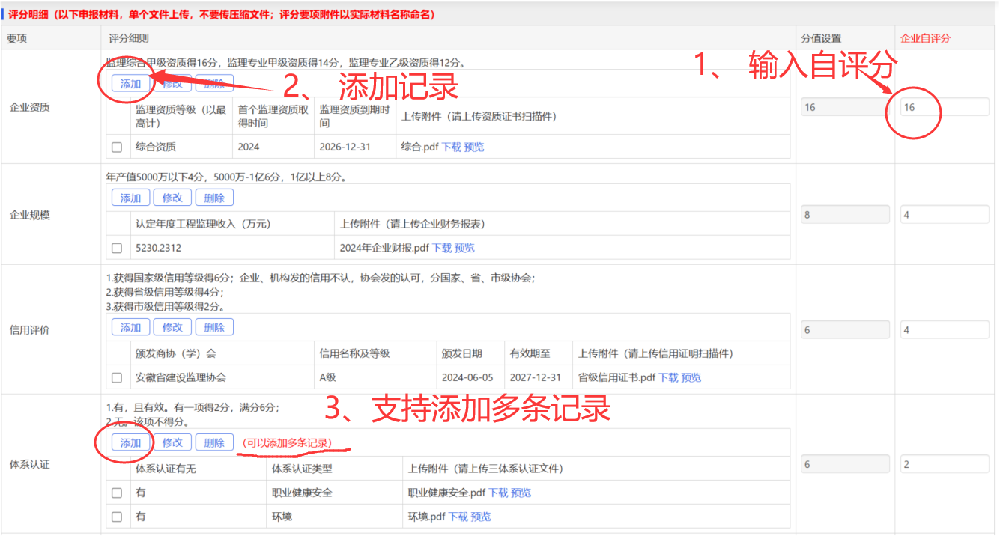 评分明细（以下申报材料，单个文件上传，不要传压缩文件；评分要项附件以实际材料名称命名）
要项 评分细则 分值设置 企业自评分
监理综合甲级资质得16分，监理专业甲级资质得14分，监理专业乙级资质得12分。
1、 输入自评分
添加 修改 删除
2、 添加记录
企业资质
监理资质等级（以最高计） 首个监理资质取得时间 监理资质到期时间 上传附件（请上传资质证书扫描件） 16 16
综合资质 2024 2026-12-31 综合.pdf 下载 预览
年产值5000万以下4分，5000万-1亿6分，1亿以上8分。
添加 修改 删除
企业规模 8 4
认定年度工程监理收入（万元） 上传附件（请上传企业财务报表）
5230.2312 2024年企业财报.pdf 下载 预览
1.获得国家级信用等级得6分；企业、机构发的信用不认，协会发的认可，分国家、省、市级协会；
2.获得省级信用等级得4分；
3.获得市级信用等级得2分。
添加 修改 删除
信用评价 6 4
颁发商协（学）会 信用名称及等级 颁发日期 有效期至 上传附件（请上传信用证明扫描件）
安徽省建设监理协会 A级 2024-06-05 2027-12-31 省级信用证书.pdf 下载 预览
3、支持添加多条记录
1.有，且有效。有一项得2分，满分6分；
2.无。该项不得分。
添加 修改 删除 (可以添加多条记录)
体系认证 6 2
体系认证有无 体系认证类型 上传附件（请上传三体系认证文件）
有 职业健康安全 职业健康安全.pdf 下载 预览
有 环境 环境.pdf 下载 预览